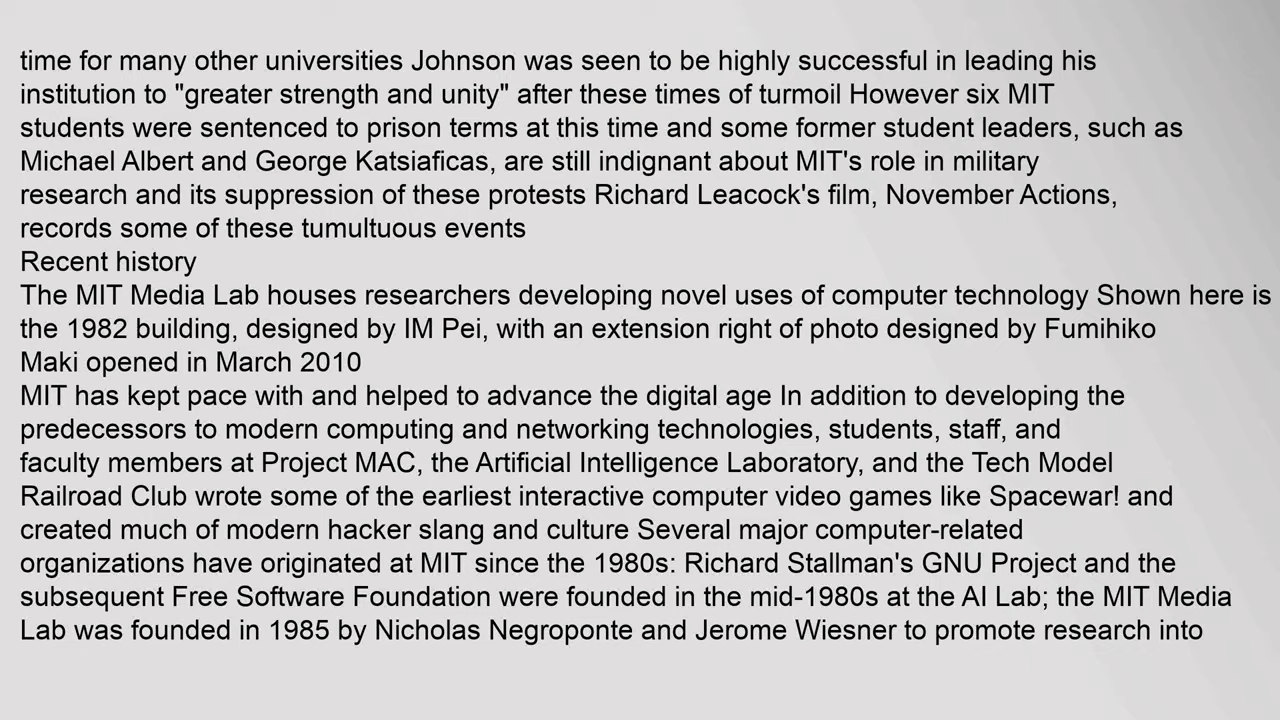 time for many other universities Johnson was seen to be highly successful in leading his
institution to "greater strength and unity" after these times of turmoil However six MIT
students were sentenced to prison terms at this time and some former student leaders, such as
Michael Albert and George Katsiaficas, are still indignant about MIT's role in military
research and its suppression of these protests Richard Leacock's film, November Actions,
records some of these tumultuous events
Recent history
The MIT Media Lab houses researchers developing novel uses of computer technology Shown here is
the 1982 building, designed by IM Pei, with an extension right of photo designed by Fumihiko
Maki opened in March 2010
MIT has kept pace with and helped to advance the digital age In addition to developing the
predecessors to modern computing and networking technologies, students, staff, and
faculty members at Project MAC, the Artificial Intelligence Laboratory, and the Tech Model
Railroad Club wrote some of the earliest interactive computer video games like Spacewar! and
created much of modern hacker slang and culture Several major computer-related
organizations have originated at MIT since the 1980s: Richard Stallman's GNU Project and the
subsequent Free Software Foundation were founded in the mid-1980s at the AI Lab; the MIT Media
Lab was founded in 1985 by Nicholas Negroponte and Jerome Wiesner to promote research into